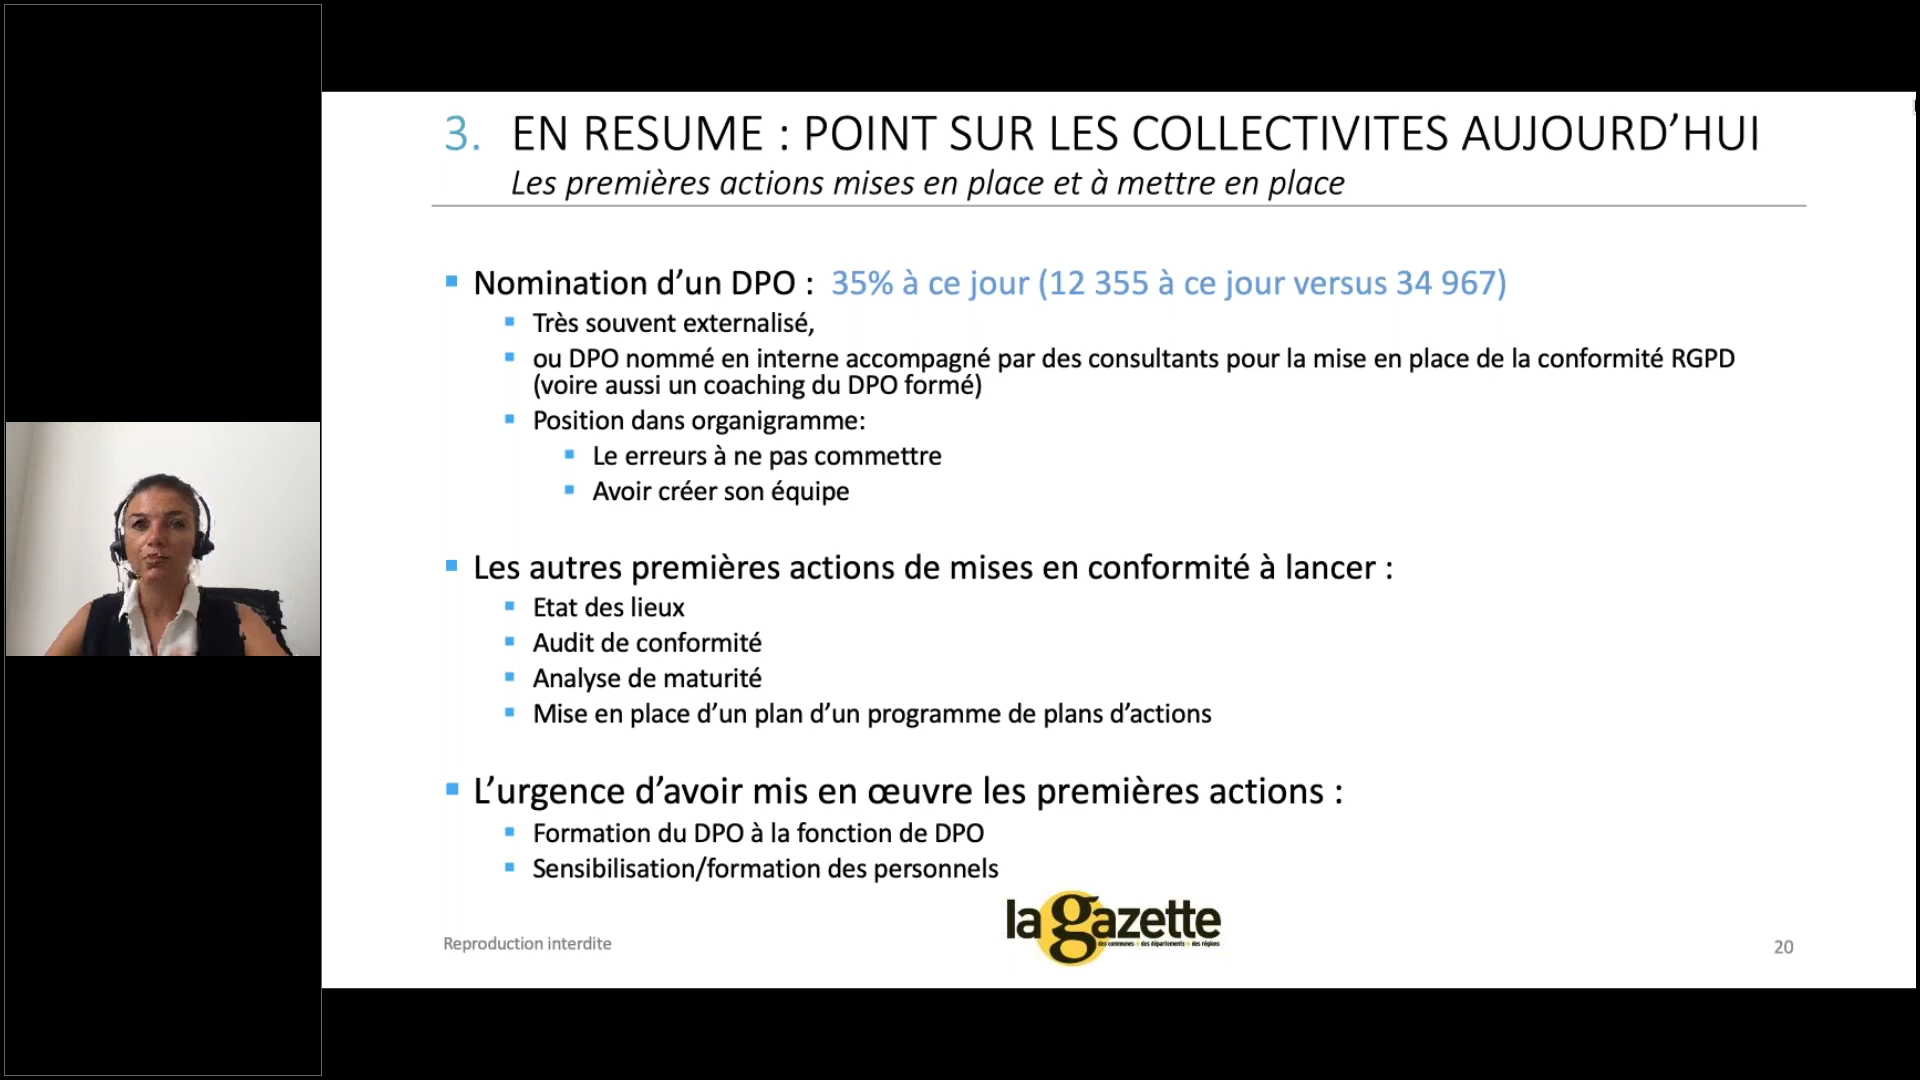 3. EN RESUME : POINT SUR LES COLLECTIVITES AUJOURD’HUI
Les premières actions mises en place et à mettre en place
Nomination d’un DPO : 35% à ce jour (12 355 à ce jour versus 34 967)
Très souvent externalisé,
ou DPO nommé en interne accompagné par des consultants pour la mise en place de la conformité RGPD
(voire aussi un coaching du DPO formé)
Position dans organigramme:
Le erreurs à ne pas commettre
Avoir créer son équipe
Les autres premières actions de mises en conformité à lancer :
Etat des lieux
Audit de conformité
Analyse de maturité
Mise en place d’un plan d’un programme de plans d’actions
L’urgence d’avoir mis en œuvre les premières actions :
Formation du DPO à la fonction de DPO
Sensibilisation/formation des personnels
la gazette
des communes des départements des régions
Reproduction interdite
20